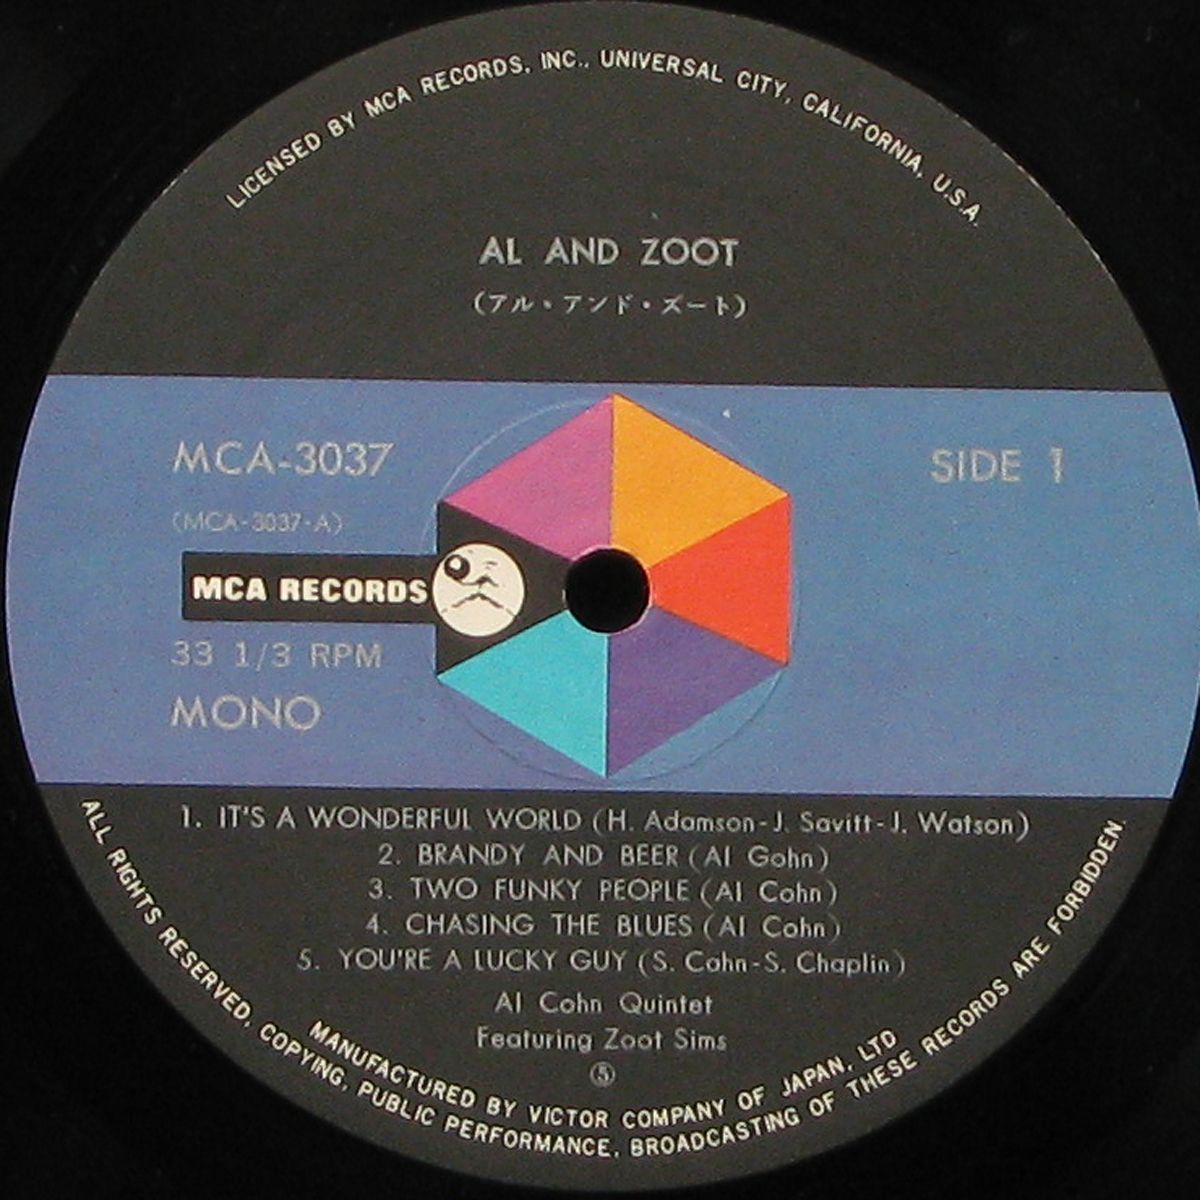 LICENSED BY MCA RECORDS, INC., UNIVERSAL CITY, CALIFORNIA, U.S.A.
AL AND ZOOT
(アル・アンド・ズート)
MCA-3037
SIDE 1
(MCA-3037-A)
MCA RECORDS
33 1/3 RPM
MONO
1. IT'S A WONDERFUL WORLD (H. Adamson-J. Savitt-J. Watson)
2. BRANDY AND BEER (Al Gohn)
3. TWO FUNKY PEOPLE (Al Cohn)
4. CHASING THE BLUES (Al Cohn)
5. YOU'RE A LUCKY GUY (S. Cahn-S. Chaplin)
Al Cohn Quintet
Featuring Zoot Sims
Ⓢ
MANUFACTURED BY VICTOR COMPANY OF JAPAN, LTD
ALL RIGHTS RESERVED, COPYING, PUBLIC PERFORMANCE, BROADCASTING OF THESE RECORDS ARE FORBIDDEN.